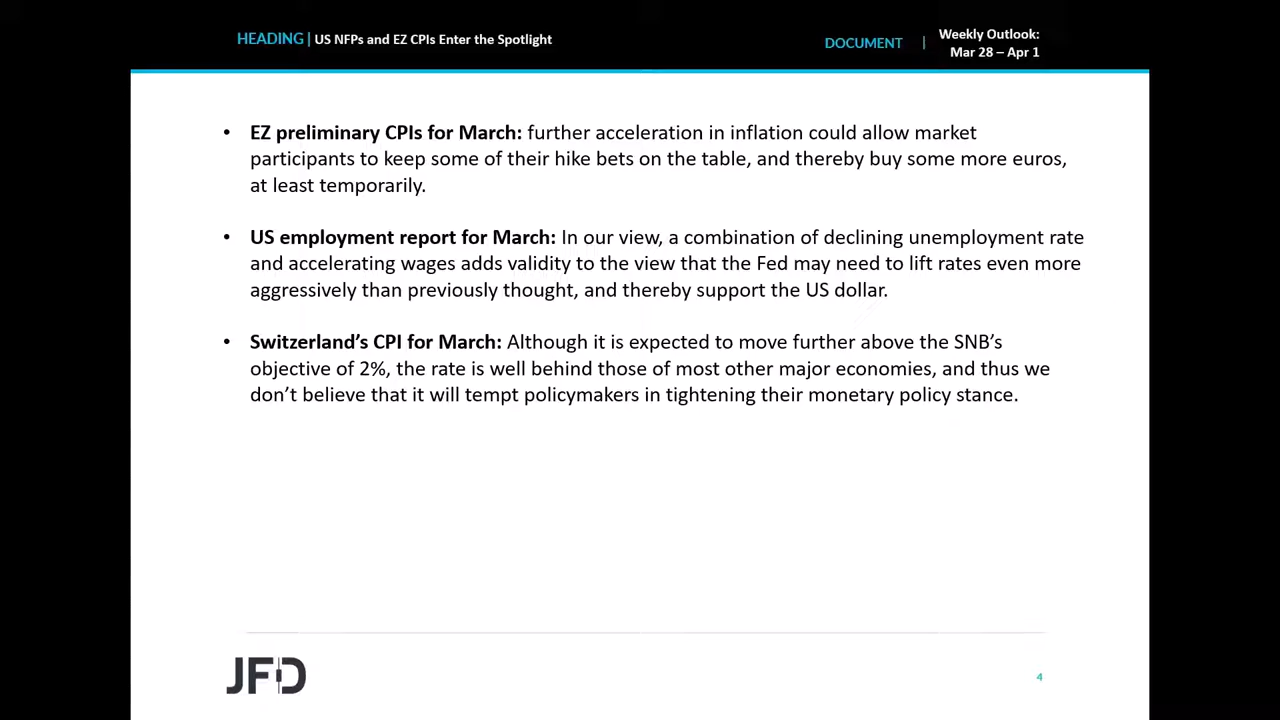 HEADING | US NFPs and EZ CPIs Enter the Spotlight
DOCUMENT | Weekly Outlook:
Mar 28 – Apr 1
• EZ preliminary CPIs for March: further acceleration in inflation could allow market
participants to keep some of their hike bets on the table, and thereby buy some more euros,
at least temporarily.
• US employment report for March: In our view, a combination of declining unemployment rate
and accelerating wages adds validity to the view that the Fed may need to lift rates even more
aggressively than previously thought, and thereby support the US dollar.
• Switzerland’s CPI for March: Although it is expected to move further above the SNB’s
objective of 2%, the rate is well behind those of most other major economies, and thus we
don’t believe that it will tempt policymakers in tightening their monetary policy stance.
JFD
4